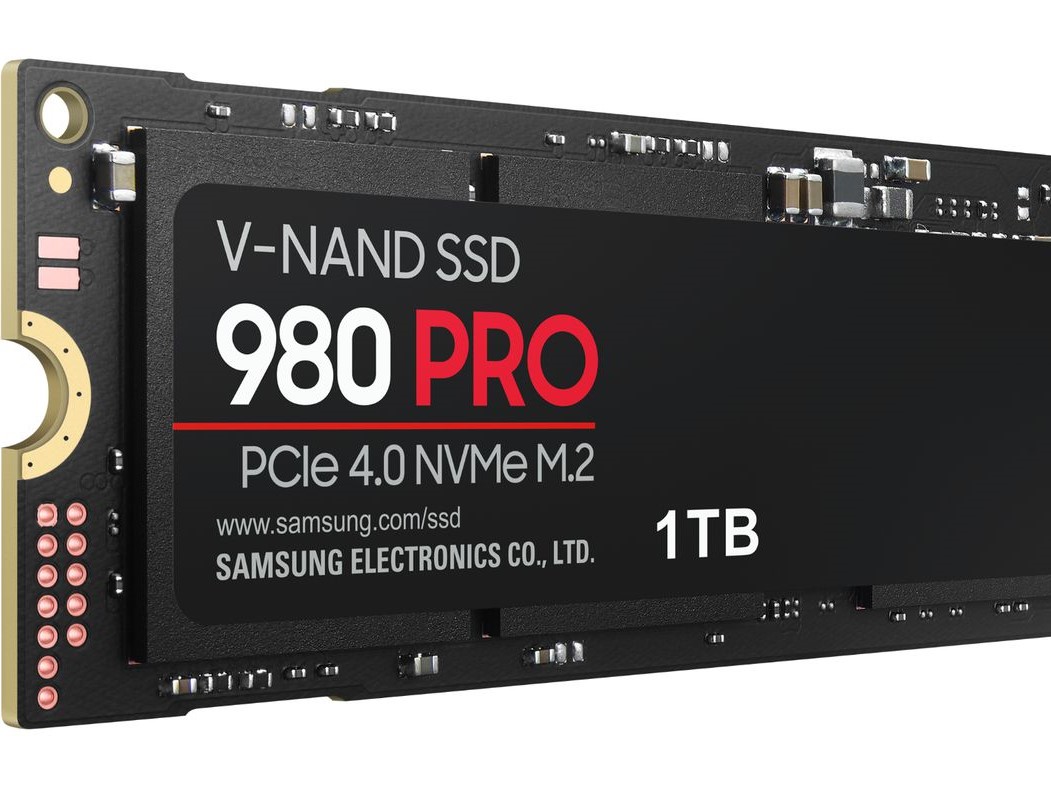 V-NAND SSD
980 PRO
PCIe 4.0 NVMe M.2
www.samsung.com/ssd
SAMSUNG ELECTRONICS CO., LTD.
1TB